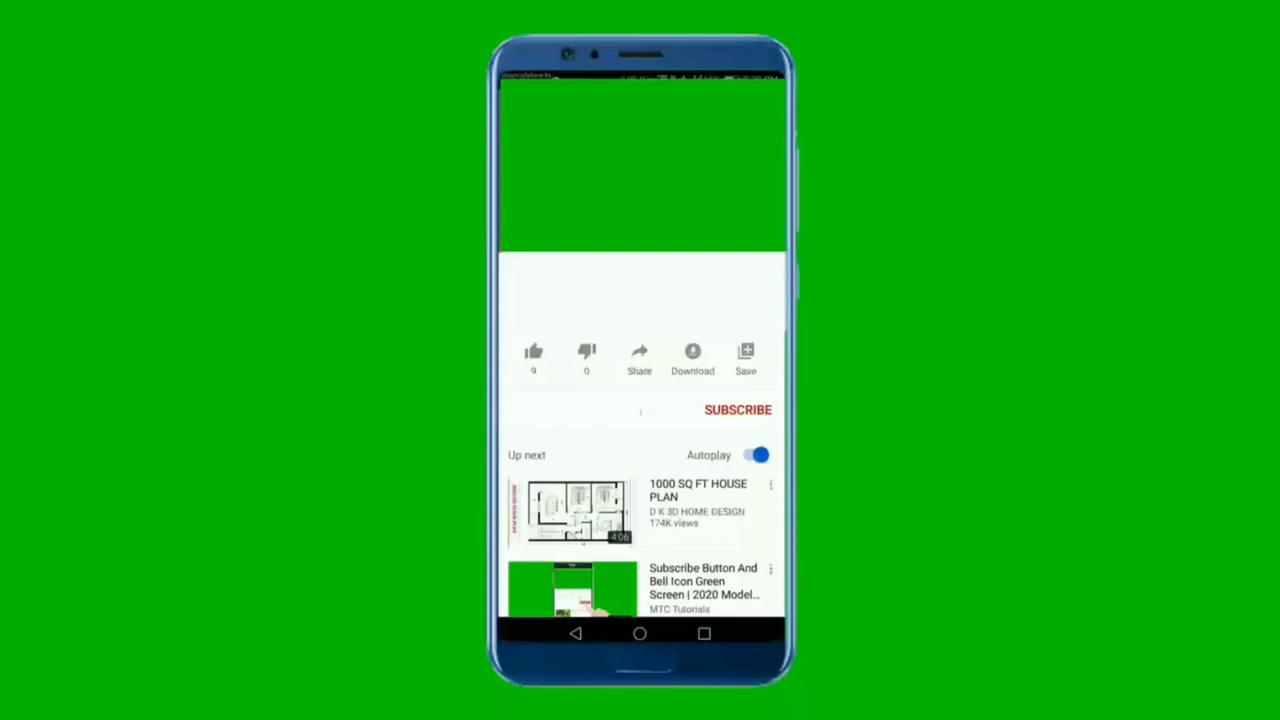 9
0
Share
Download
Save
SUBSCRIBE
Up next
Autoplay
1000 SQ FT HOUSE
PLAN
D K 3D HOME DESIGN
174K views
4:06
Subscribe Button And
Bell Icon Green
Screen | 2020 Model...
MTC Tutorials